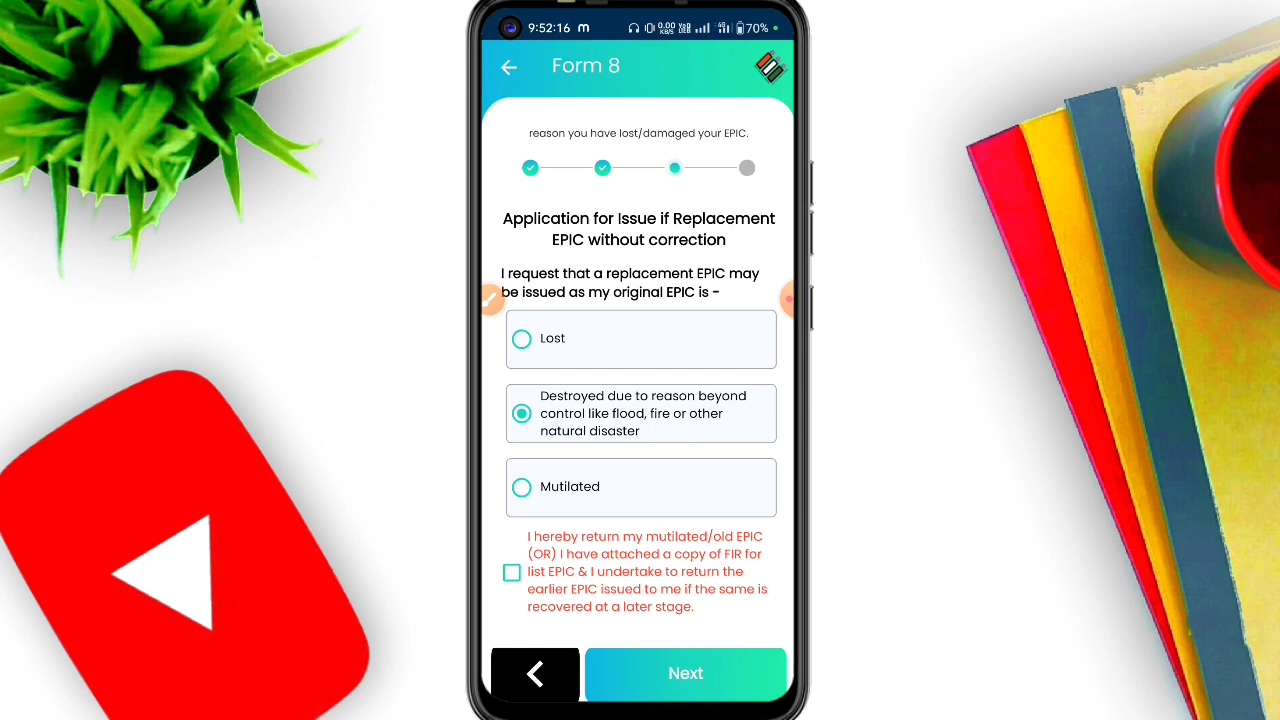 9:52:16 m 0.00 KB/S 4G 70%
Form 8
reason you have lost/damaged your EPIC.
Application for Issue if Replacement
EPIC without correction
I request that a replacement EPIC may
be issued as my original EPIC is -
Lost
Destroyed due to reason beyond
control like flood, fire or other
natural disaster
Mutilated
I hereby return my mutilated/old EPIC
(OR) I have attached a copy of FIR for
list EPIC & I undertake to return the
earlier EPIC issued to me if the same is
recovered at a later stage.
Next